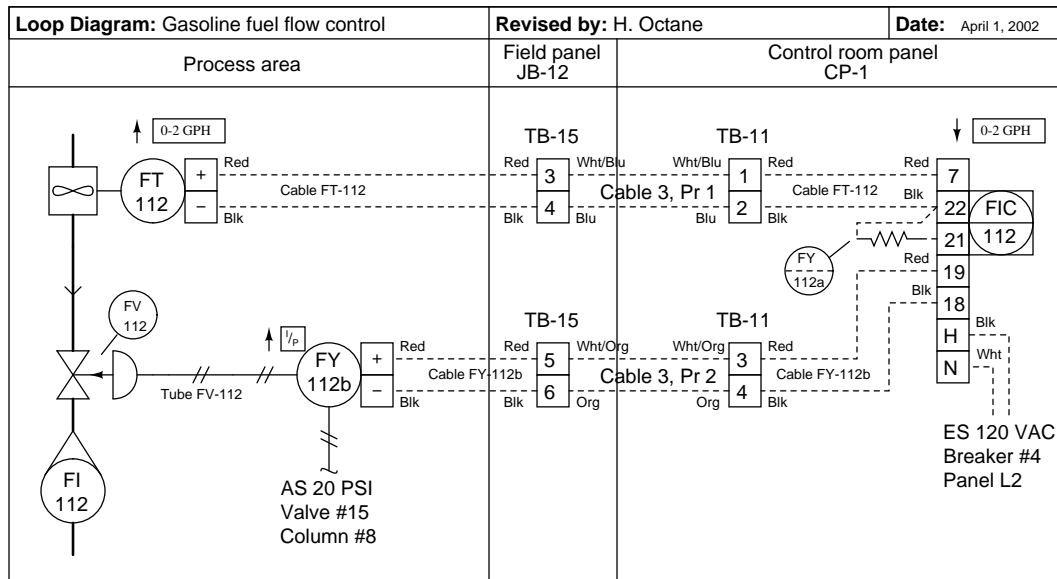 Loop Diagram: Gasoline fuel flow control Revised by: H. Octane Date: April 1, 2002
Process area Field panel JB-12 Control room panel CP-1
0-2 GPH TB-15 TB-11 0-2 GPH
FT 112 + Red Red 3 Wht/Blu Wht/Blu 1 Red Red 7
Cable FT-112 Cable 3, Pr 1 Cable FT-112
− Blk Blk 4 Blu Blu 2 Blk Blk 22 FIC 112
21
FY 112a
Red 19
Blk 18
FV 112
I/P TB-15 TB-11
H Blk
N Wht
FY 112b + Red Red 5 Wht/Org Wht/Org 3 Red
Tube FV-112 Cable FY-112b Cable 3, Pr 2 Cable FY-112b
− Blk Blk 6 Org Org 4 Blk
ES 120 VAC
Breaker #4
Panel L2
FI 112
AS 20 PSI
Valve #15
Column #8